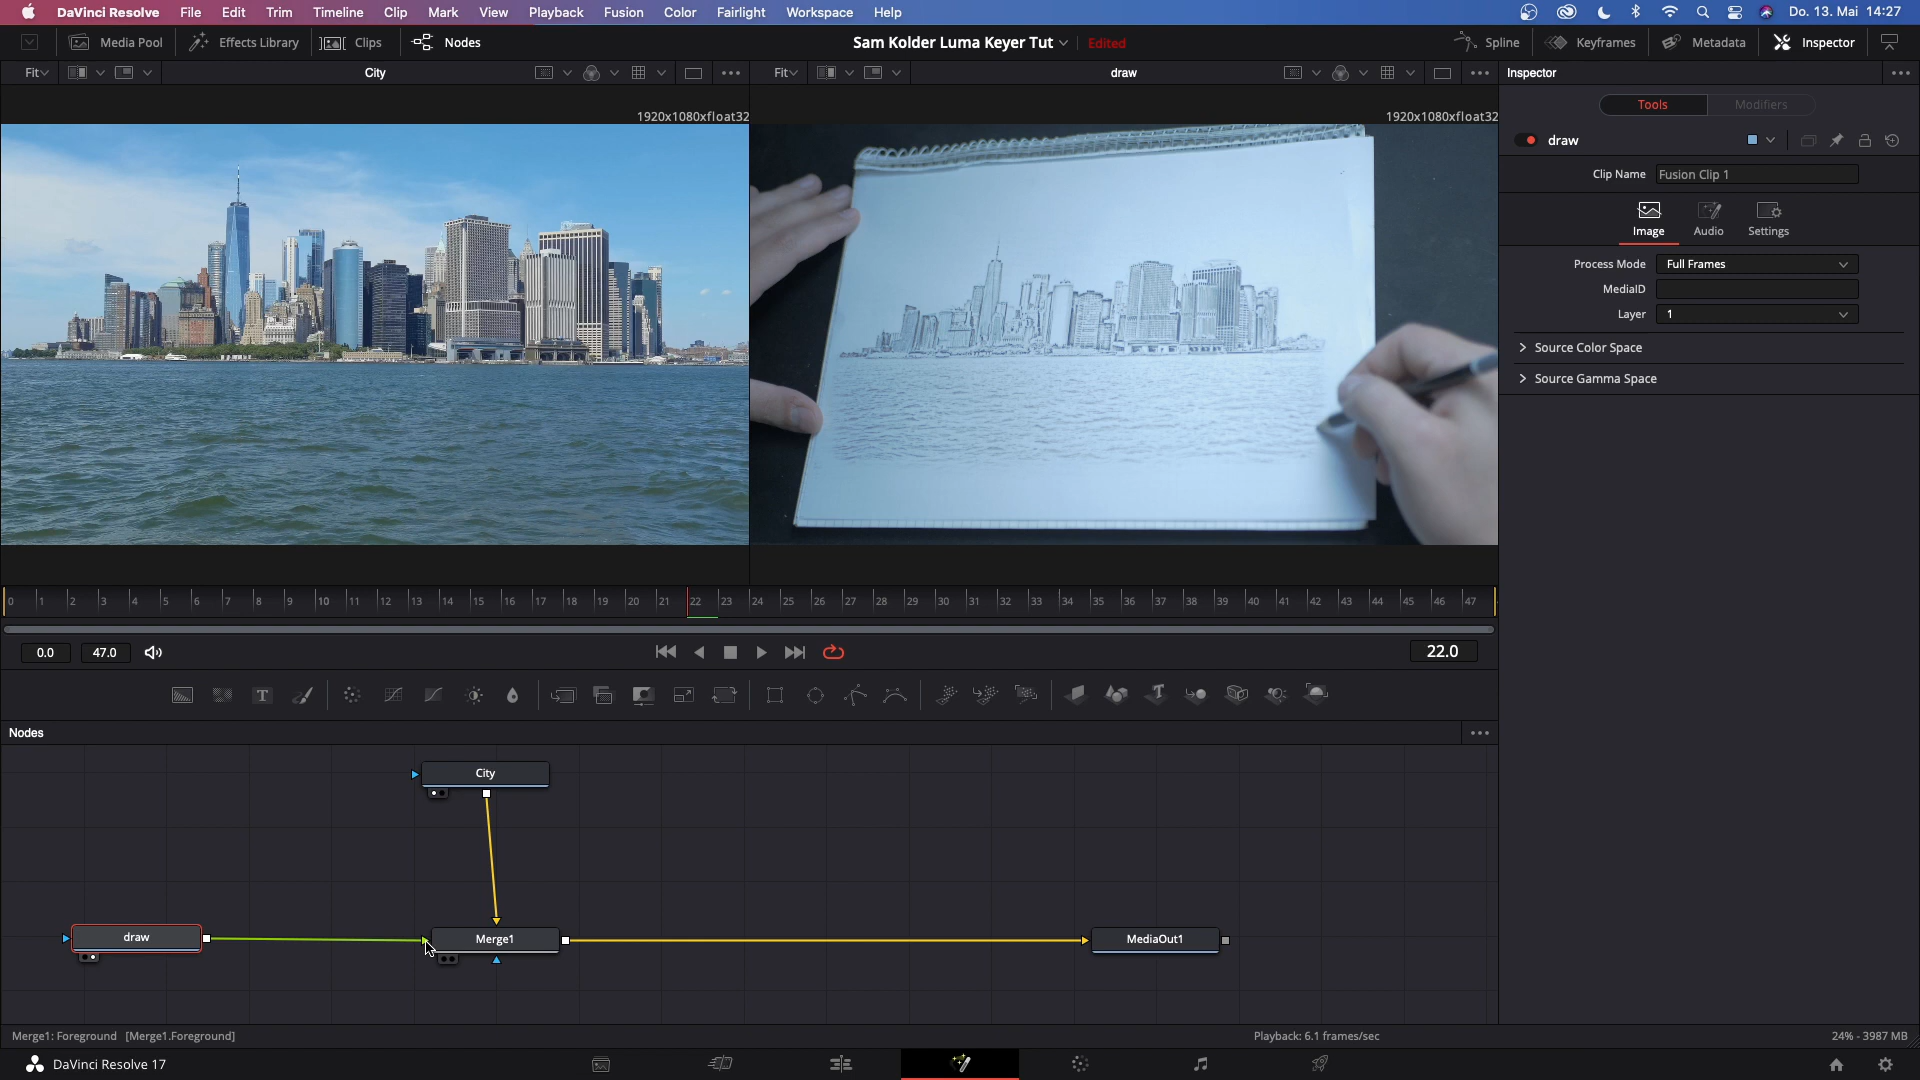 DaVinci Resolve File Edit Trim Timeline Clip Mark View Playback Fusion Color Fairlight Workspace Help Do. 13. Mai 14:27
Media Pool Effects Library Clips Nodes Sam Kolder Luma Keyer Tut Edited Spline Keyframes Metadata Inspector
Fit City Fit draw Inspector
1920x1080xfloat32 1920x1080xfloat32
Tools Modifiers
draw
Clip Name Fusion Clip 1
Image Audio Settings
Process Mode Full Frames
MediaID
Layer 1
Source Color Space
Source Gamma Space
0 1 2 3 4 5 6 7 8 9 10 11 12 13 14 15 16 17 18 19 20 21 22 23 24 25 26 27 28 29 30 31 32 33 34 35 36 37 38 39 40 41 42 43 44 45 46 47
0.0 47.0 22.0
T T
Nodes
City
draw Merge1 MediaOut1
Merge1: Foreground [Merge1.Foreground] Playback: 6.1 frames/sec 24% - 3987 MB
DaVinci Resolve 17